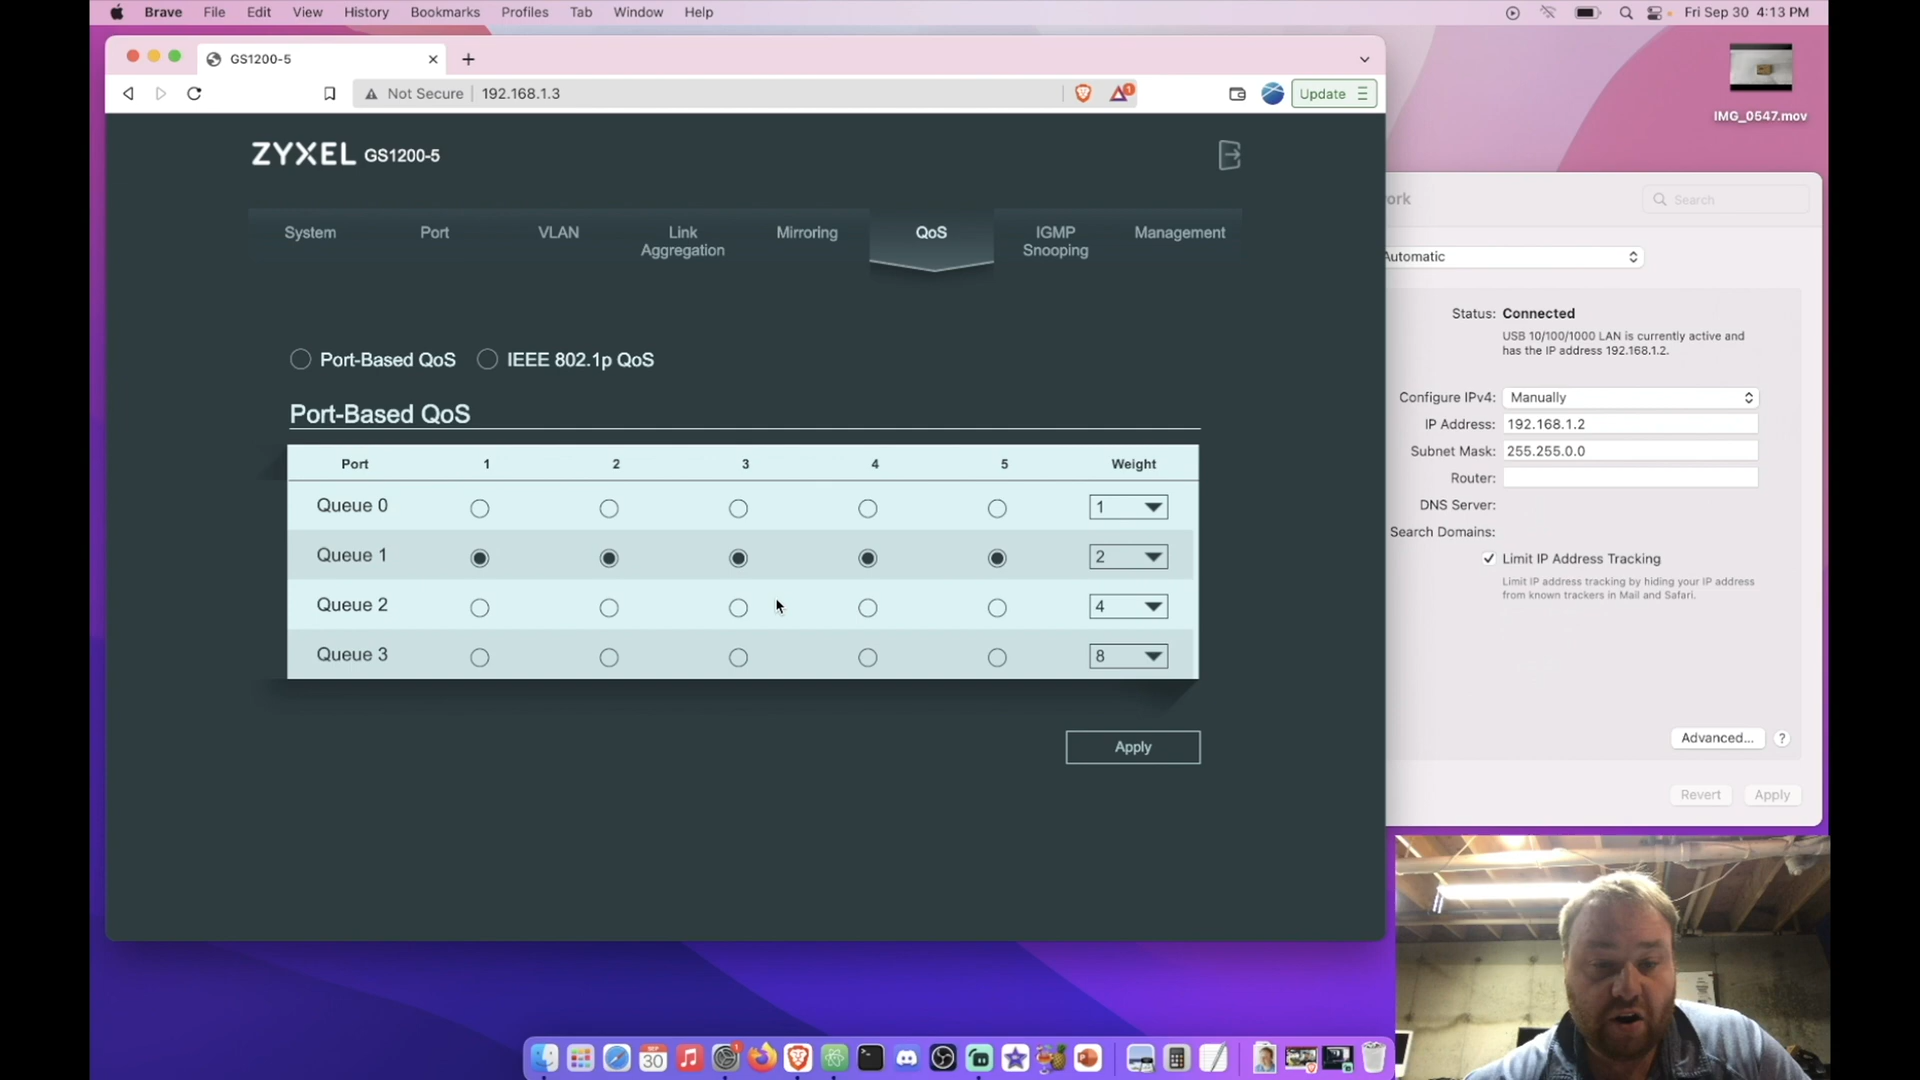 Brave File Edit View History Bookmarks Profiles Tab Window Help Fri Sep 30 4:13 PM
GS1200-5
Not Secure 192.168.1.3 1 Update
IMG_0547.mov
ZYXEL GS1200-5
System Port VLAN Link Aggregation Mirroring QoS IGMP Snooping Management
Port-Based QoS IEEE 802.1p QoS
Port-Based QoS
Port 1 2 3 4 5 Weight
Queue 0 1
Queue 1 2
Queue 2 4
Queue 3 8
Apply
ork Search
Automatic
Status: Connected
USB 10/100/1000 LAN is currently active and
has the IP address 192.168.1.2.
Configure IPv4: Manually
IP Address: 192.168.1.2
Subnet Mask: 255.255.0.0
Router:
DNS Server:
Search Domains:
Limit IP Address Tracking
Limit IP address tracking by hiding your IP address
from known trackers in Mail and Safari.
Advanced... ?
Revert Apply
SEP
30
1